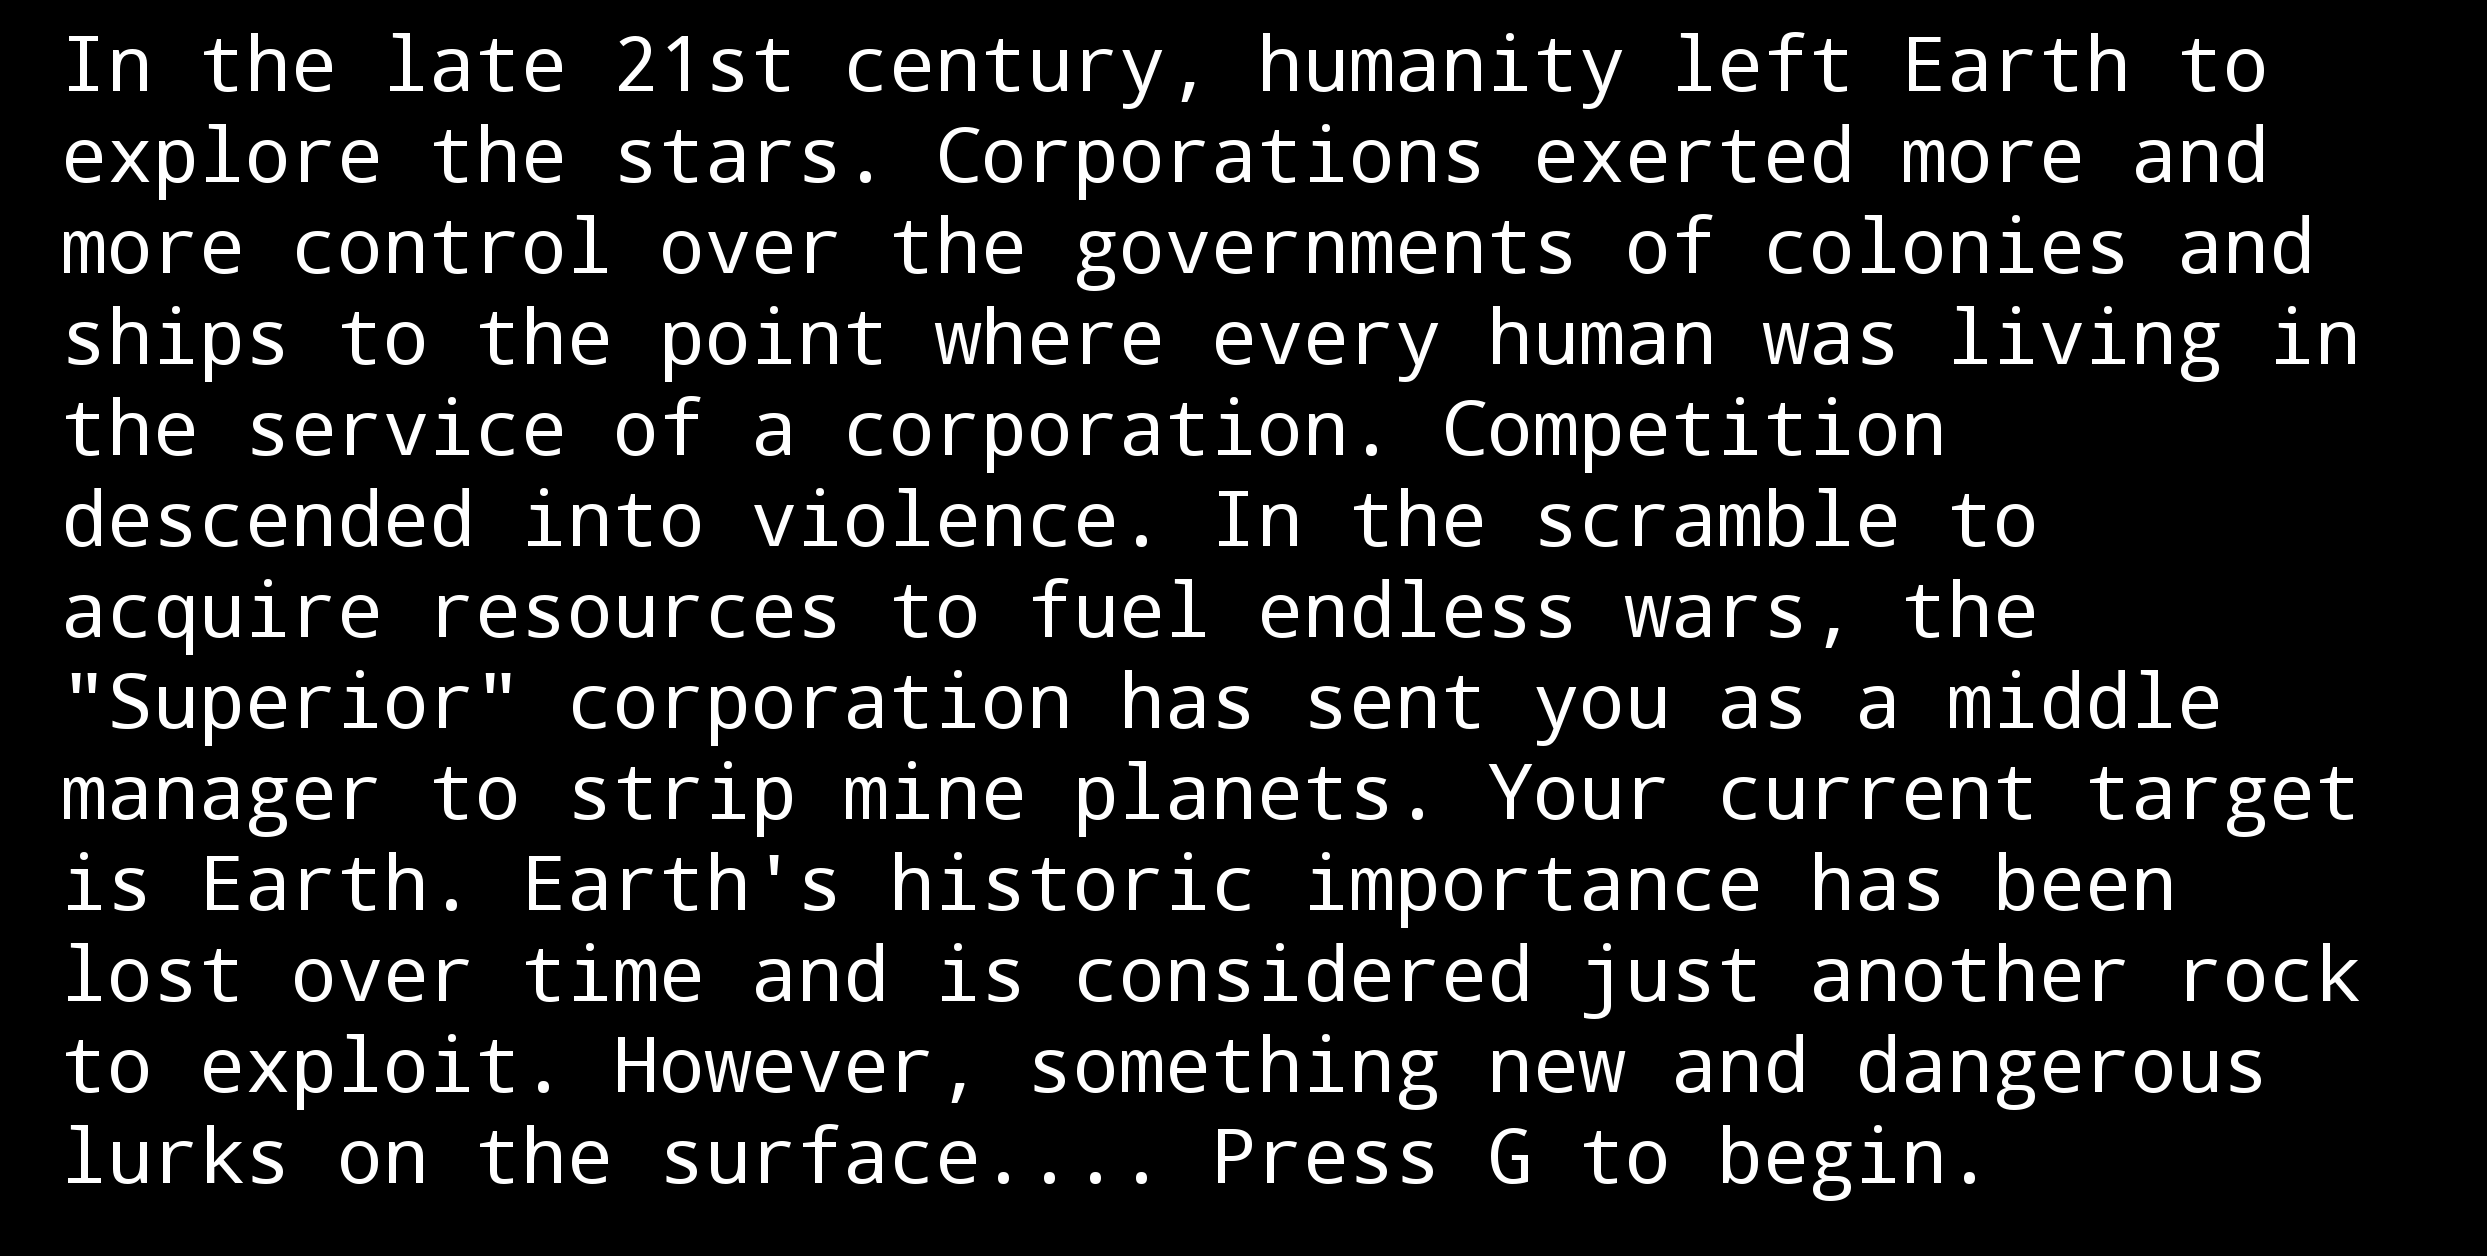 In the late 21st century, humanity left Earth to
explore the stars. Corporations exerted more and
more control over the governments of colonies and
ships to the point where every human was living in
the service of a corporation. Competition
descended into violence. In the scramble to
acquire resources to fuel endless wars, the
"Superior" corporation has sent you as a middle
manager to strip mine planets. Your current target
is Earth. Earth's historic importance has been
lost over time and is considered just another rock
to exploit. However, something new and dangerous
lurks on the surface.... Press G to begin.